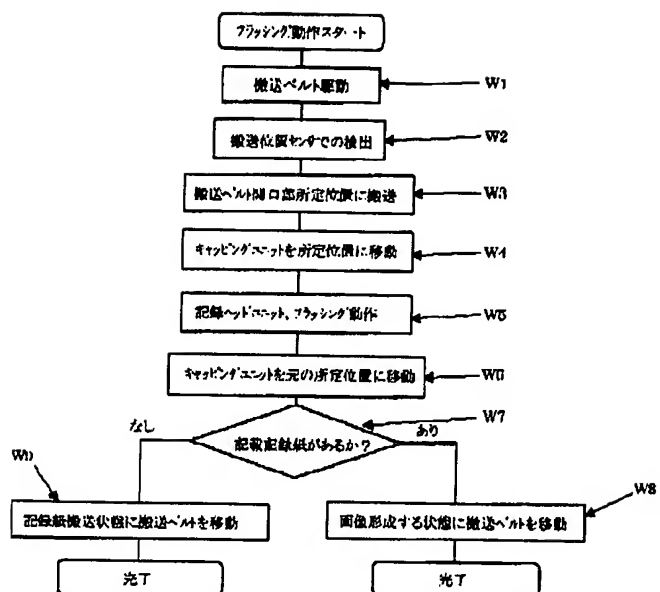 フラッシング動作スタート
搬送ベルト駆動
W1
搬送位置センサでの検出
W2
搬送ベルト開口部所定位置に搬送
W3
キャッピングユニットを所定位置に移動
W4
記録ヘッドユニット、フラッシング動作
W5
キャッピングユニットを元の所定位置に移動
W6
W7
なし
記載記録紙があるか?
あり
W9
W8
記録紙搬送状態に搬送ベルトを移動
画像形成する状態に搬送ベルトを移動
完了
完了